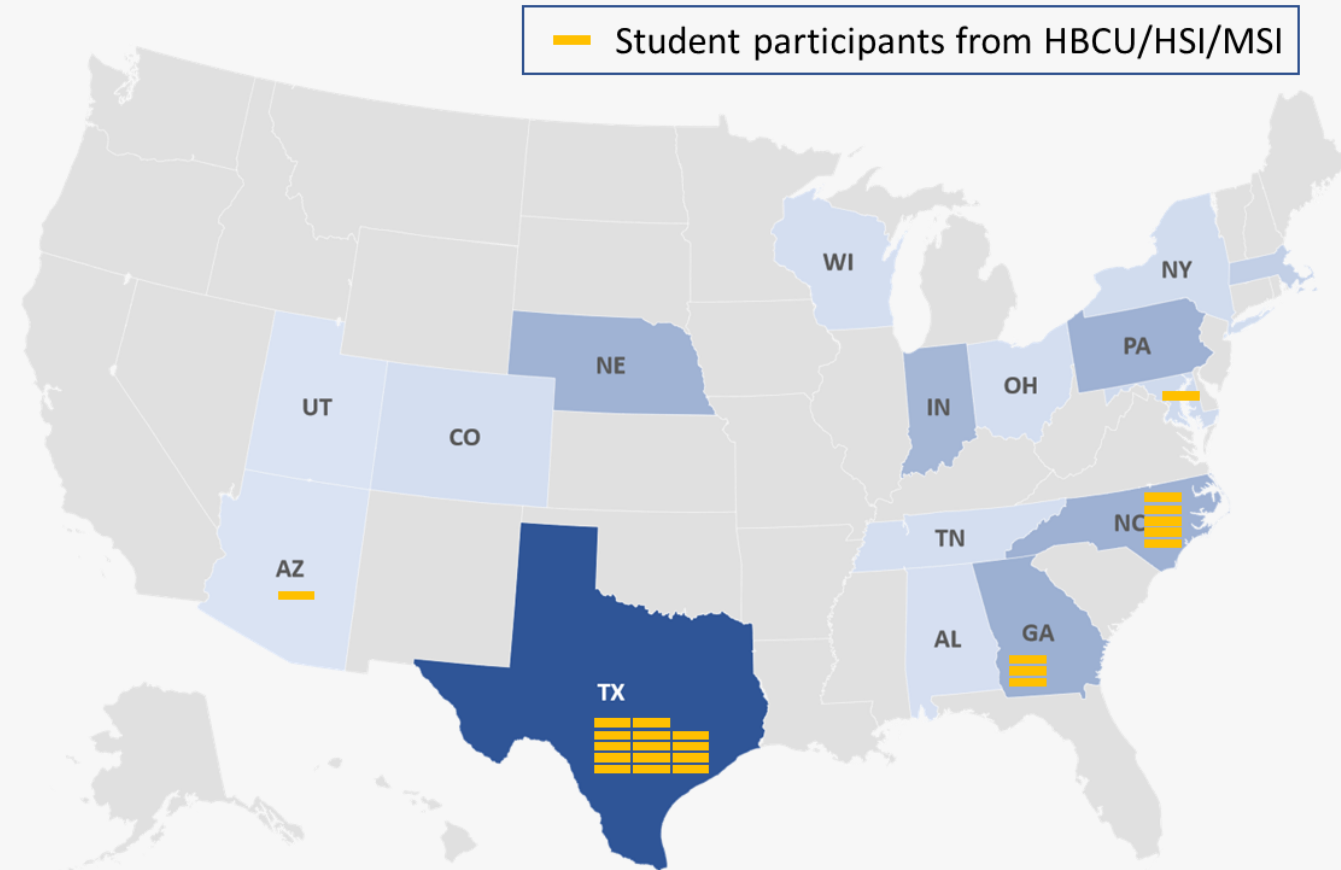 Student participants from HBCU/HSI/MSI
WI
NY
PA
NE
OH
IN
UT
CO
NC
TN
AZ
GA
AL
TX